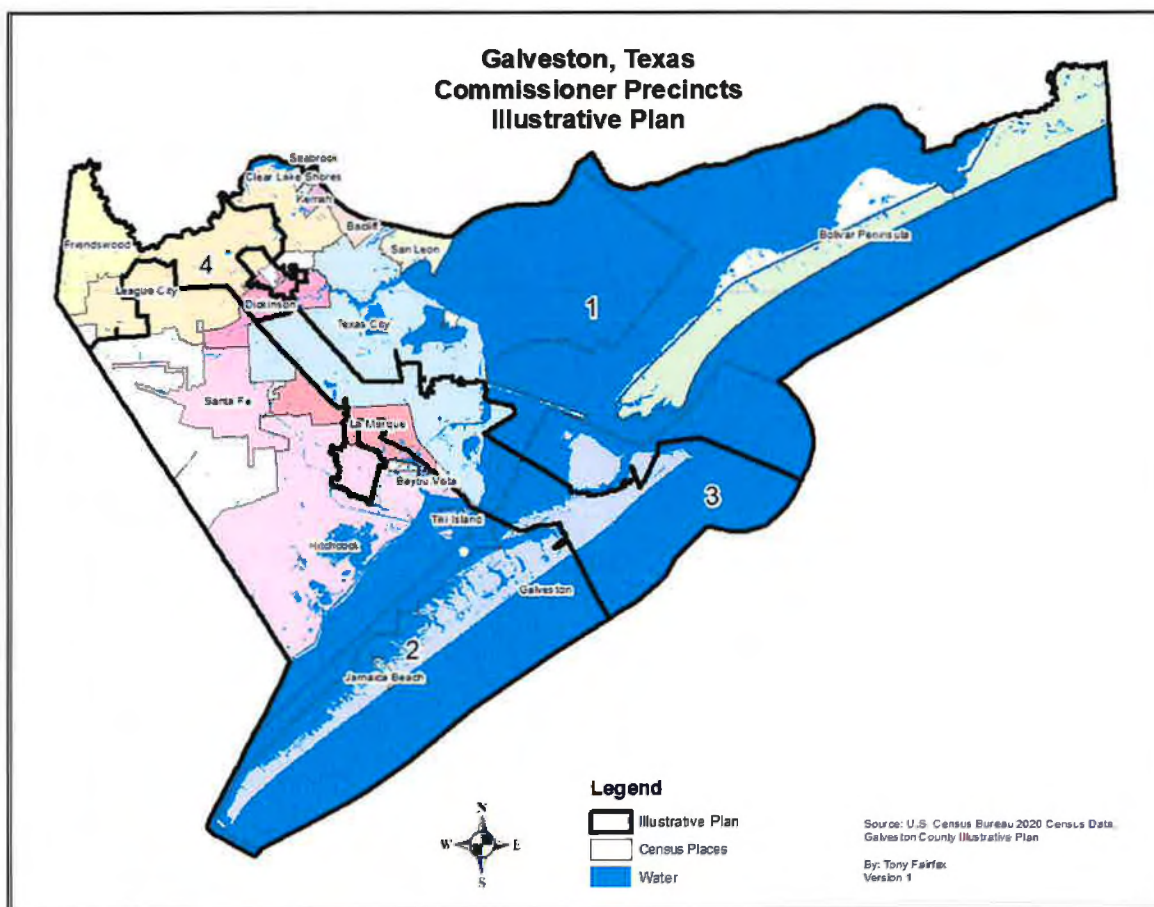 Galveston, Texas
Commissioner Precincts
Illustrative Plan
Seabrook
Clear Lake Shores
Kemah
Bacliff
San Leon
Friendswood
4
League City
Dickinson
Texas City
1
Bolivar Peninsula
Santa Fe
La Marque
Bayou Vista
3
Tiki Island
Hitchcock
Galveston
2
Jamaica Beach
N
W E
S
Legend
Illustrative Plan
Census Places
Water
Source: U.S. Census Bureau 2020 Census Data,
Galveston County Illustrative Plan
By: Tony Fairfax
Version 1